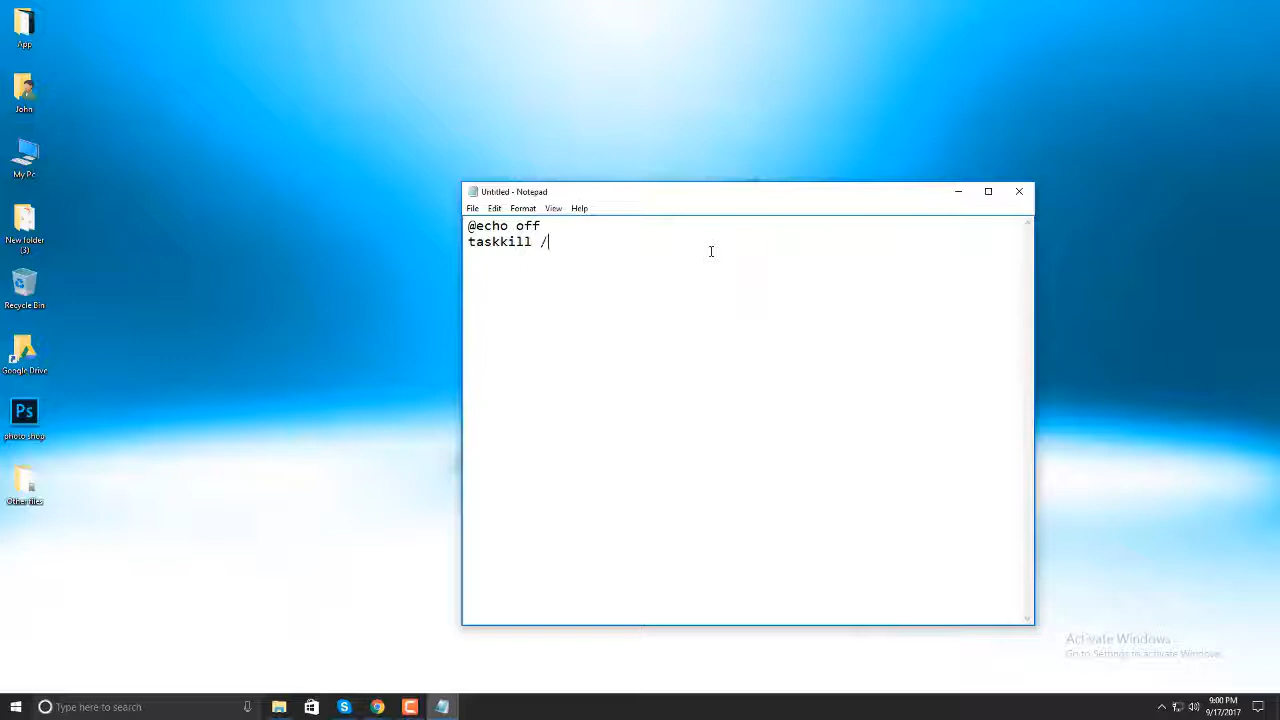 App
John
My Pc
New folder
(3)
Recycle Bin
Google Drive
Ps
photo shop
Other files
Untitled - Notepad
File Edit Format View Help
@echo off
taskkill /
Activate Windows
Go to Settings to activate Windows.
Type here to search
9:00 PM
9/17/2017